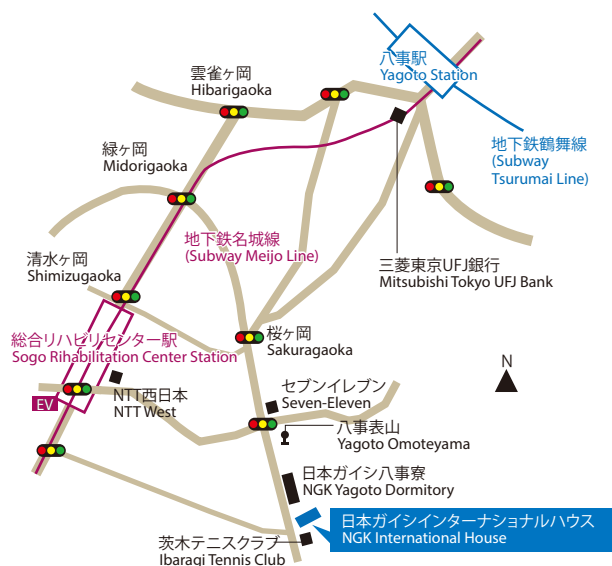 八事駅
Yagoto Station
雲雀ヶ岡
Hibarigaoka
地下鉄鶴舞線
(Subway
Tsurumai Line)
緑ヶ岡
Midorigaoka
地下鉄名城線
(Subway Meijo Line)
清水ヶ岡
Shimizugaoka
三菱東京UFJ銀行
Mitsubishi Tokyo UFJ Bank
総合リハビリセンター駅
Sogo Rihabilitation Center Station
桜ヶ岡
Sakuragaoka
N
EV
NTT西日本
NTT West
セブンイレブン
Seven-Eleven
八事表山
Yagoto Omoteyama
日本ガイシ八事寮
NGK Yagoto Dormitory
日本ガイシインターナショナルハウス
NGK International House
茨木テニスクラブ
Ibaragi Tennis Club